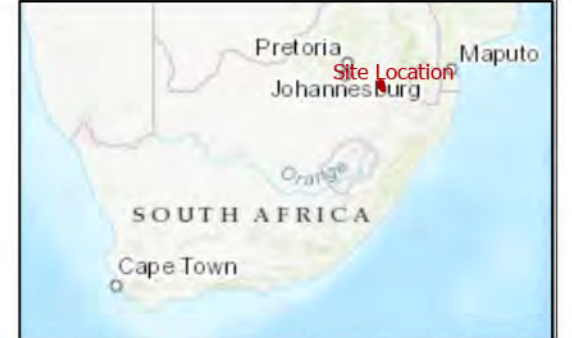 Pretoria
Maputo
Site Location
Johannesburg
Orange
SOUTH AFRICA
Cape Town